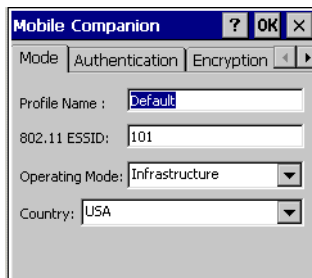 Mobile Companion ? OK ×
Mode Authentication Encryption
Profile Name : Default
802.11 ESSID: 101
Operating Mode: Infrastructure
Country: USA